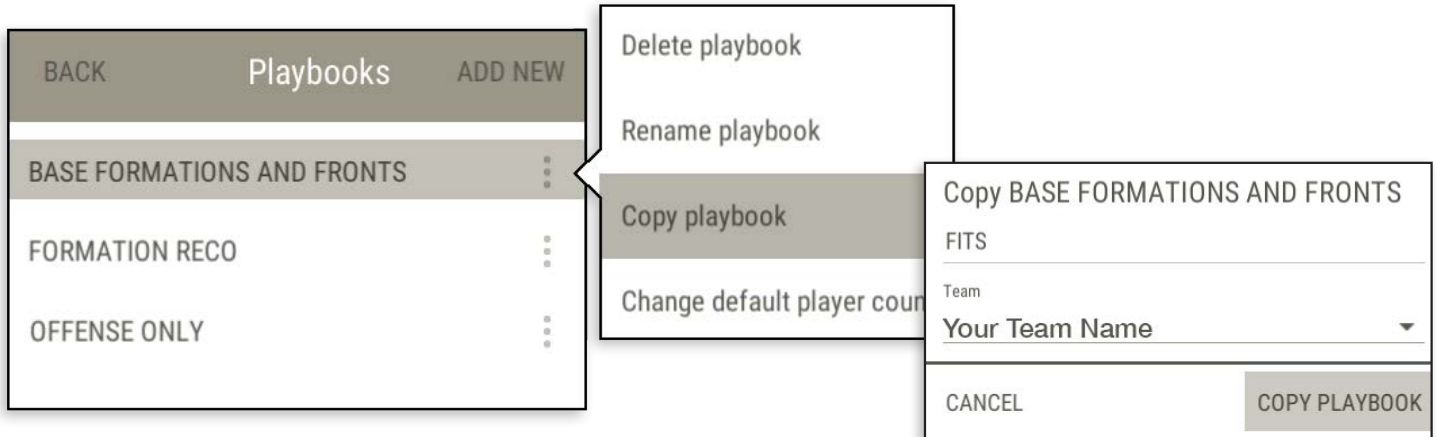 BACK Playbooks ADD NEW
BASE FORMATIONS AND FRONTS
FORMATION RECO
OFFENSE ONLY
Delete playbook
Rename playbook
Copy playbook
Change default player coun
Copy BASE FORMATIONS AND FRONTS
FITS
Team
Your Team Name
CANCEL COPY PLAYBOOK